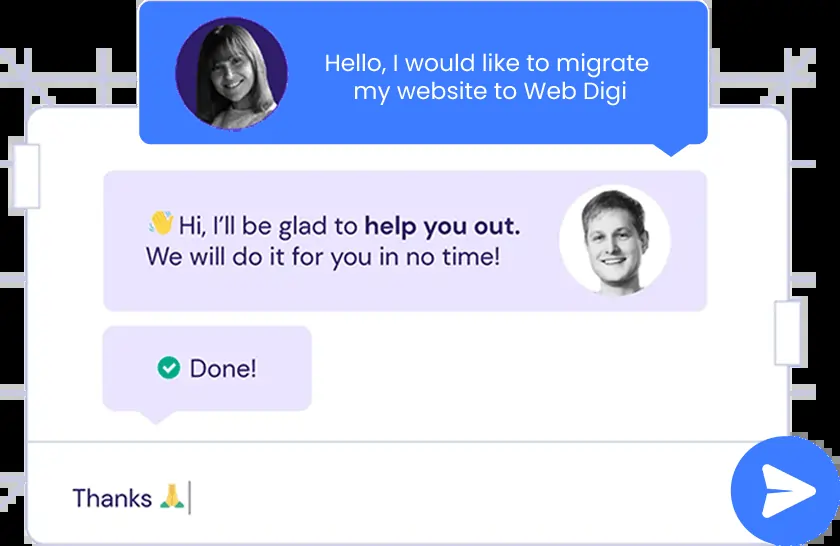 Hello, I would like to migrate
my website to Web Digi
👋 Hi, I’ll be glad to help you out.
We will do it for you in no time!
✅ Done!
Thanks 🙏